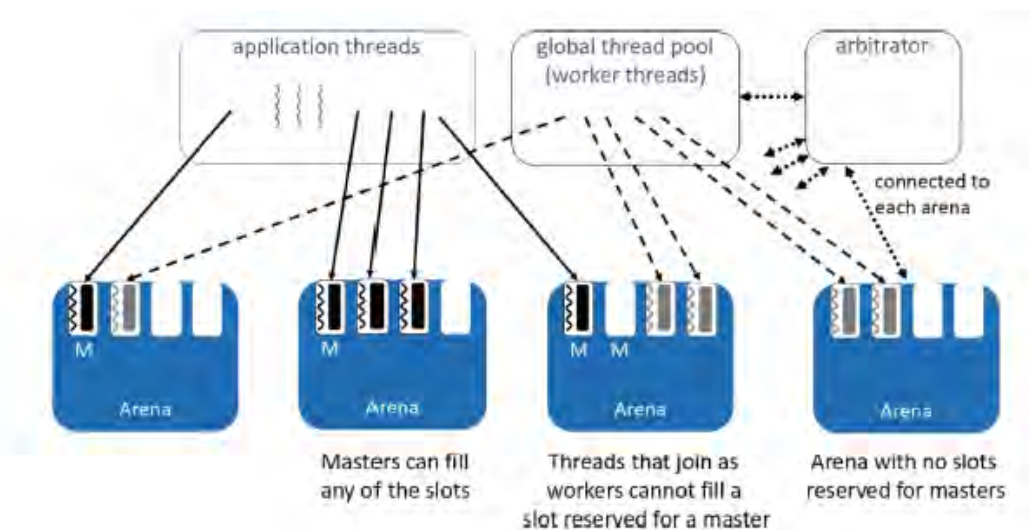 application threads
global thread pool
(worker threads)
arbitrator
connected to
each arena
M
M
M
M
Arena
Arena
Arena
Arena
Masters can fill
any of the slots
Threads that join as
workers cannot fill a
slot reserved for a master
Arena with no slots
reserved for masters